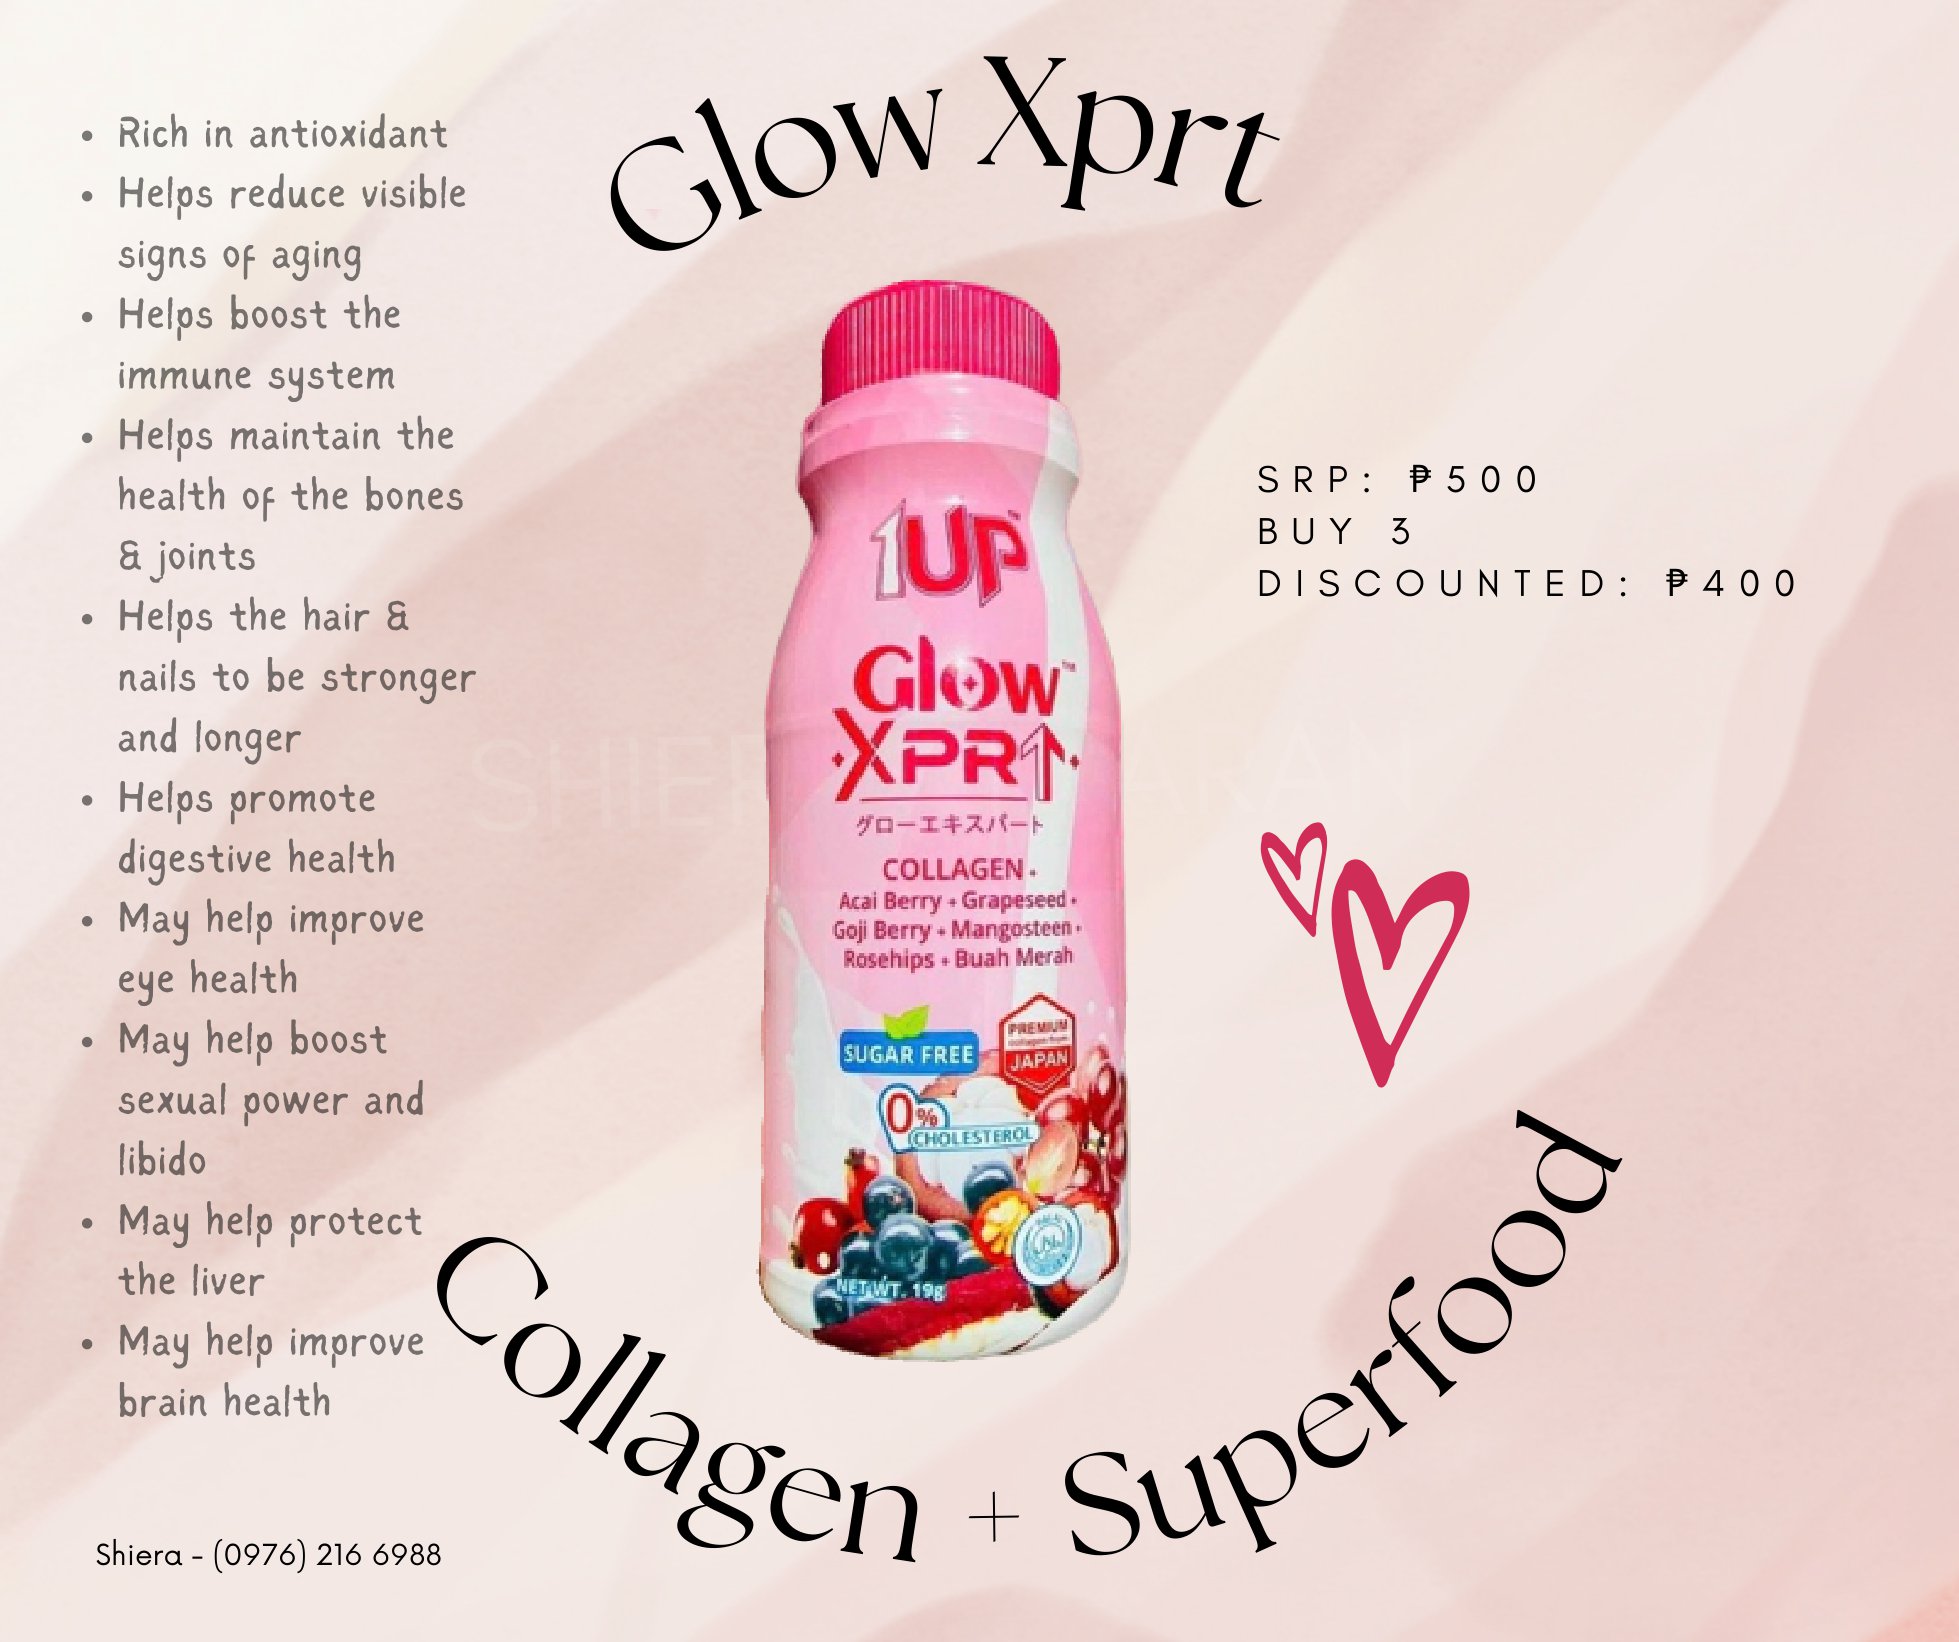 Glow Xprt
• Rich in antioxidant
• Helps reduce visible
signs of aging
• Helps boost the
immune system
• Helps maintain the
health of the bones
& joints
• Helps the hair &
nails to be stronger
and longer
• Helps promote
digestive health
• May help improve
eye health
• May help boost
sexual power and
libido
• May help protect
the liver
• May help improve
brain health
1UP™
Glow™
XPRT
グローエキスパート
COLLAGEN •
Acai Berry • Grapeseed •
Goji Berry • Mangosteen •
Rosehips • Buah Merah
SUGAR FREE
PREMIUM
collagen from
JAPAN
0%
CHOLESTEROL
NET WT. 19g
SRP: ₱500
BUY 3
DISCOUNTED: ₱400
Collagen + Superfood
Shiera - (0976) 216 6988